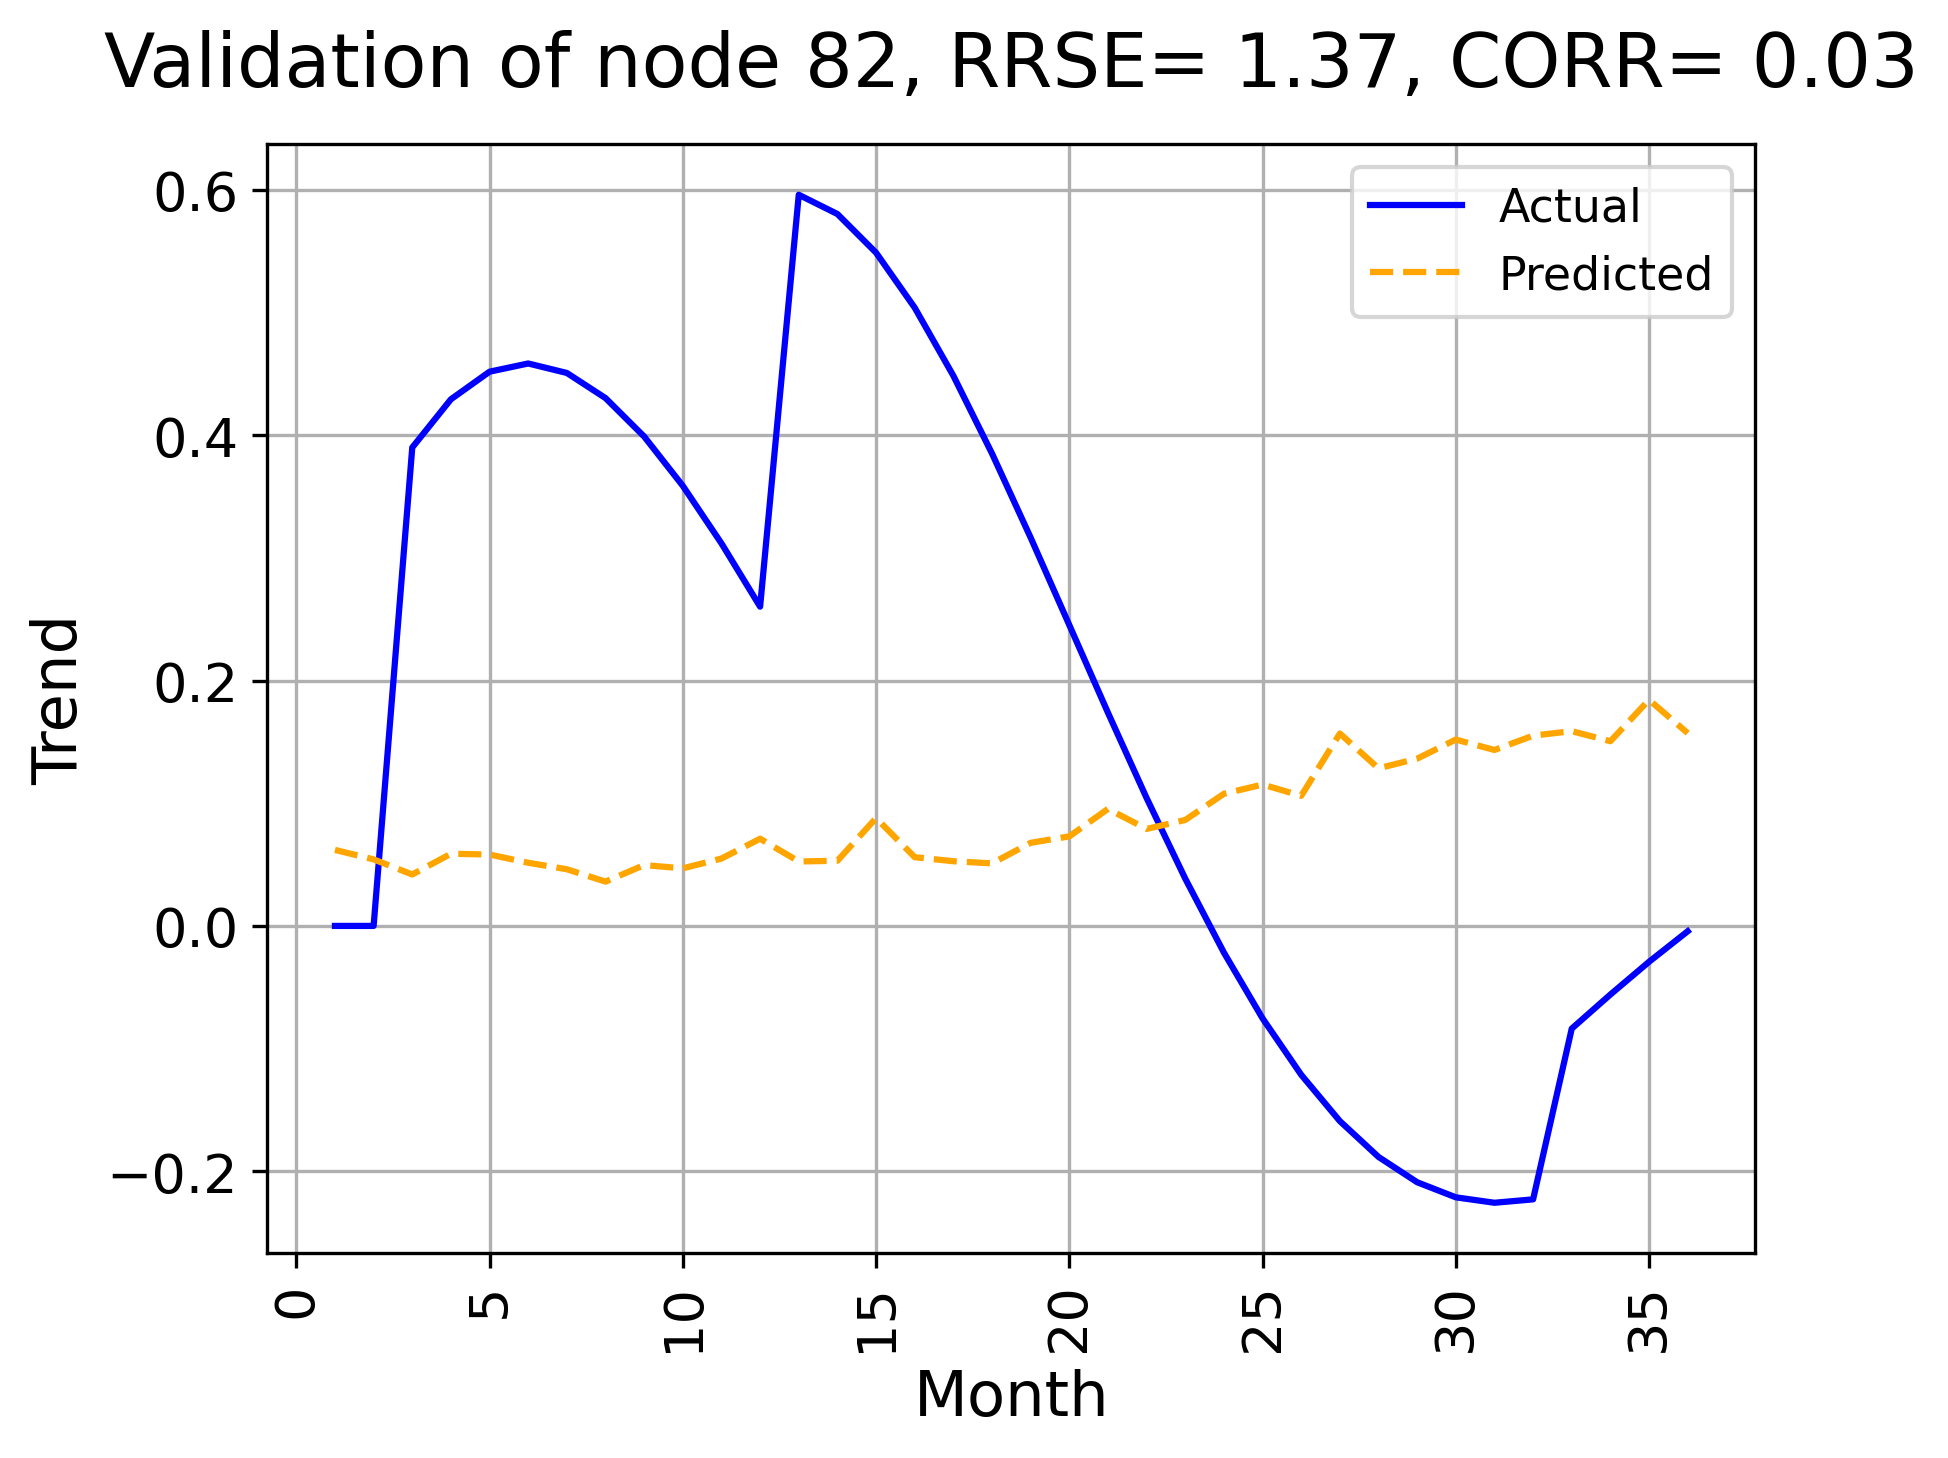 Validation of node 82, RRSE= 1.37, CORR= 0.03
Actual
Predicted
0.6
0.4
0.2
0.0
−0.2
Trend
0
5
10
15
20
25
30
35
Month